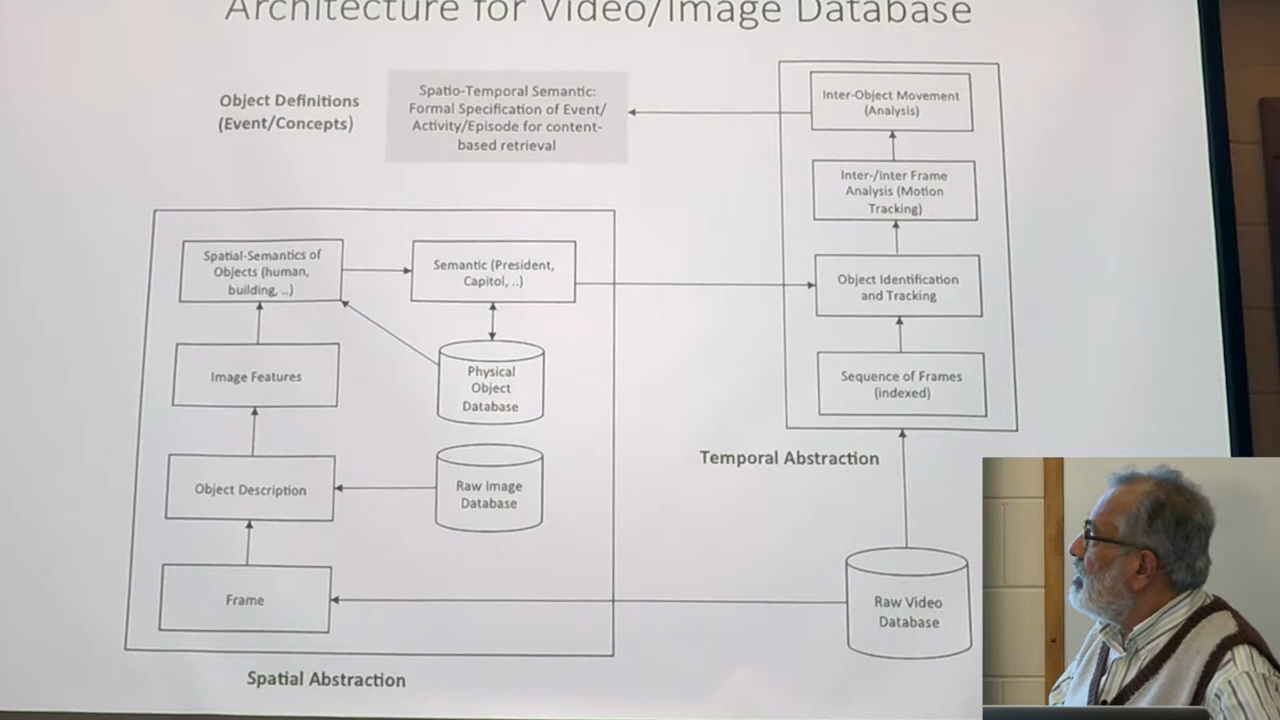 Architecture for Video/Image Database
Object Definitions
(Event/Concepts)
Spatio-Temporal Semantic:
Formal Specification of Event/
Activity/Episode for content-
based retrieval
Inter-Object Movement
(Analysis)
Inter-/Inter Frame
Analysis (Motion
Tracking)
Spatial-Semantics of
Objects (human,
building, ..)
Semantic (President,
Capitol, ..)
Object Identification
and Tracking
Image Features
Physical
Object
Database
Sequence of Frames
(indexed)
Temporal Abstraction
Object Description
Raw Image
Database
Frame
Raw Video
Database
Spatial Abstraction